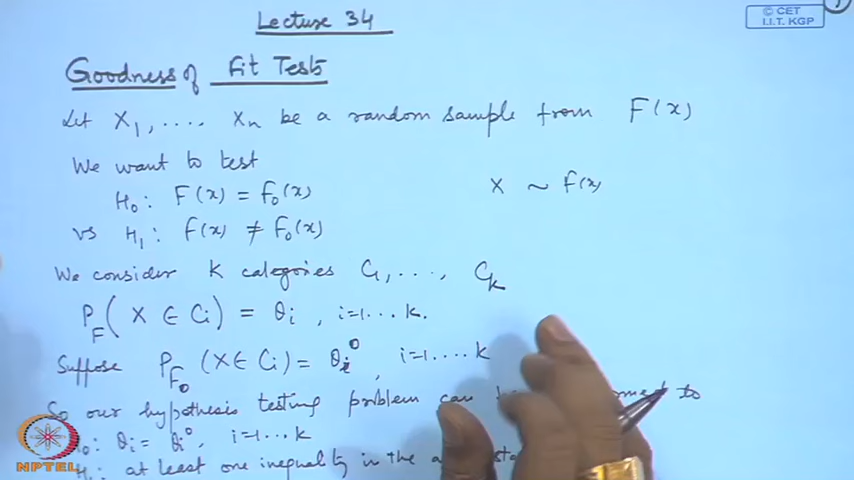 Lecture 34
© CET
I.I.T. KGP
Goodness of Fit Tests
Let X1, .... Xn be a random sample from F(x)
We want to test
H0: F(x) = F0(x) X ~ F(x)
vs H1: F(x) ≠ F0(x)
We consider K categories C1, ..., Ck
PF (X ∈ Ci) = θi, i=1...k.
Suppose PF0 (X ∈ Ci) = θi0, i=1....k
So our hypothesis testing problem can to
H0: θi = θi0, i=1...k
H1: at least one inequality in the
NPTEL